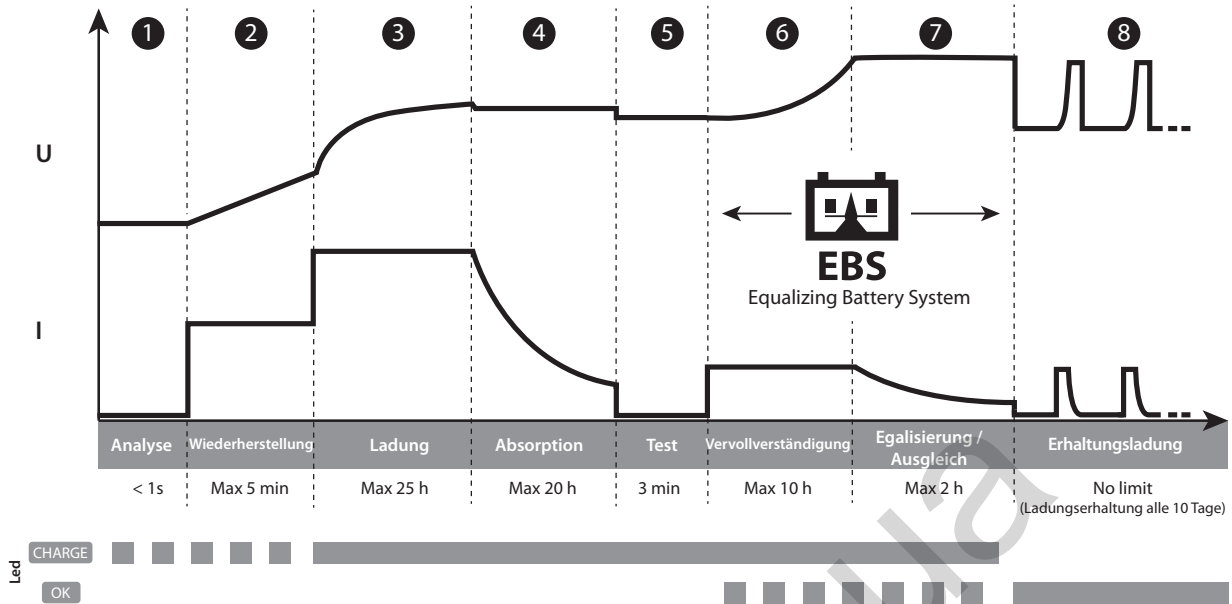 1 2 3 4 5 6 7 8
U
EBS
Equalizing Battery System
I
Analyse Wiederherstellung Ladung Absorption Test Vervollverständigung Egalisierung / Ausgleich Erhaltungsladung
< 1s Max 5 min Max 25 h Max 20 h 3 min Max 10 h Max 2 h No limit
(Ladungserhaltung alle 10 Tage)
Led
CHARGE
OK
ua